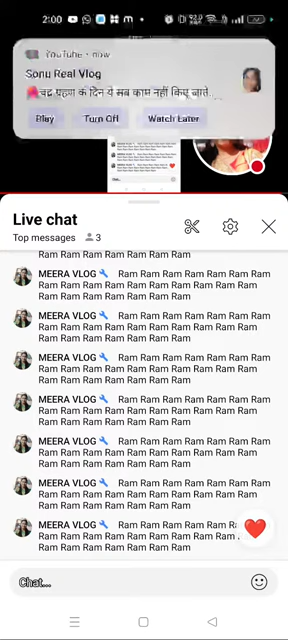 2:00
YouTube • now
Sonu Real Vlog
चंद्र ग्रहण के दिन ये सब काम नहीं किए जाते..
Play Turn Off Watch Later
Live chat
Top messages 3
Ram Ram Ram Ram Ram Ram Ram
MEERA VLOG Ram Ram Ram Ram Ram Ram Ram
Ram Ram Ram Ram Ram Ram Ram Ram Ram
Ram Ram Ram Ram Ram Ram Ram
MEERA VLOG Ram Ram Ram Ram Ram Ram Ram
Ram Ram Ram Ram Ram Ram Ram Ram Ram
Ram Ram Ram Ram Ram Ram Ram
MEERA VLOG Ram Ram Ram Ram Ram Ram Ram
Ram Ram Ram Ram Ram Ram Ram Ram Ram
Ram Ram Ram Ram Ram Ram Ram
MEERA VLOG Ram Ram Ram Ram Ram Ram Ram
Ram Ram Ram Ram Ram Ram Ram Ram Ram
Ram Ram Ram Ram Ram Ram Ram
MEERA VLOG Ram Ram Ram Ram Ram Ram Ram
Ram Ram Ram Ram Ram Ram Ram Ram Ram
Ram Ram Ram Ram Ram Ram Ram
MEERA VLOG Ram Ram Ram Ram Ram Ram Ram
Ram Ram Ram Ram Ram Ram Ram Ram Ram
Ram Ram Ram Ram Ram Ram Ram
MEERA VLOG Ram Ram Ram Ram Ram
Ram Ram Ram Ram Ram Ram Ram Ram
Ram Ram Ram Ram Ram Ram Ram
Chat...